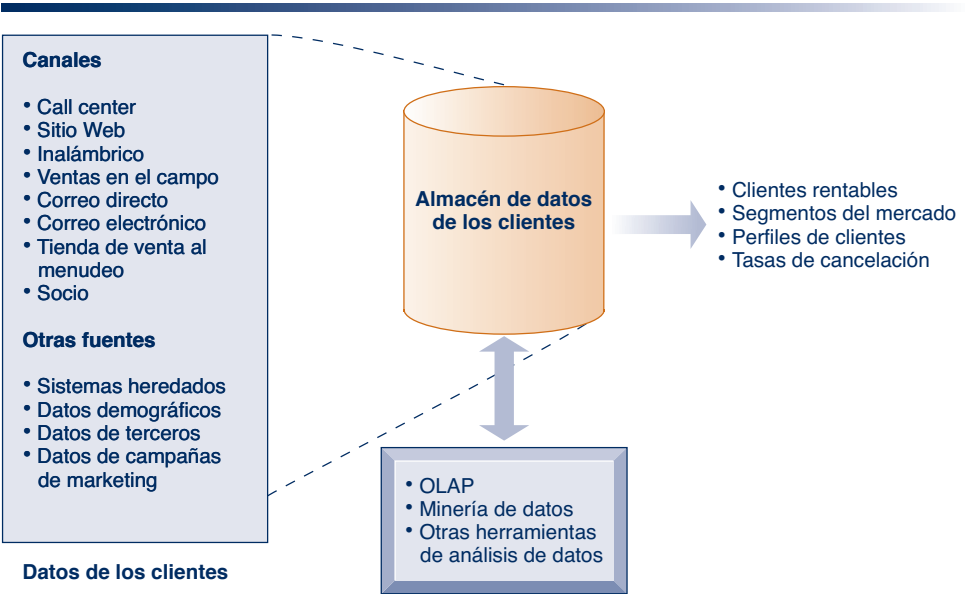 Canales
• Call center
• Sitio Web
• Inalámbrico
• Ventas en el campo
• Correo directo
• Correo electrónico
• Tienda de venta al
menudeo
• Socio
Otras fuentes
• Sistemas heredados
• Datos demográficos
• Datos de terceros
• Datos de campañas
de marketing
Datos de los clientes
Almacén de datos
de los clientes
• Clientes rentables
• Segmentos del mercado
• Perfiles de clientes
• Tasas de cancelación
• OLAP
• Minería de datos
• Otras herramientas
de análisis de datos